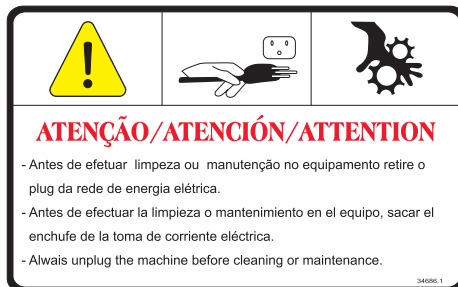 ATENÇÃO/ATENCIÓN/ATTENTION
- Antes de efetuar limpeza ou manutenção no equipamento retire o
plug da rede de energia elétrica.
- Antes de efectuar la limpieza o mantenimiento en el equipo, sacar el
enchufe de la toma de corriente eléctrica.
- Alwais unplug the machine before cleaning or maintenance.
34686.1